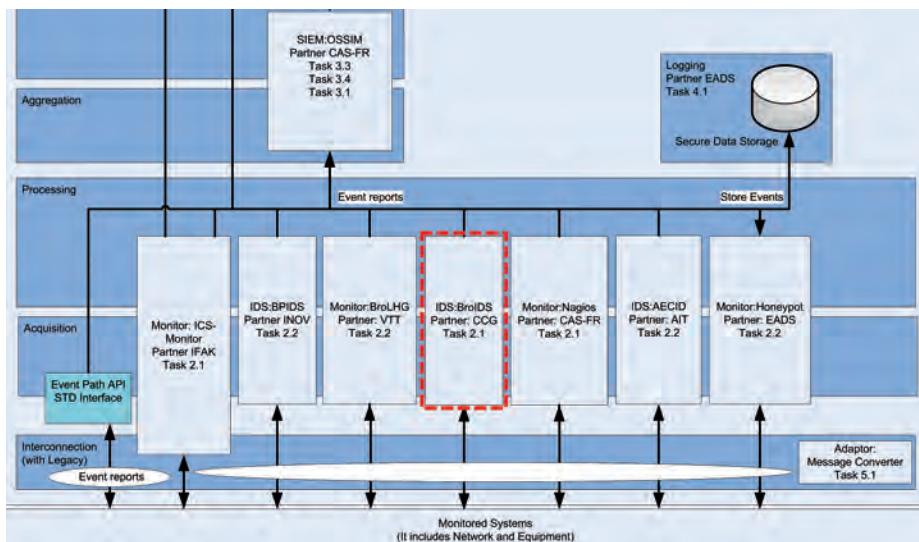 SIEM:OSSIM
Partner CAS-FR
Task 3.3
Task 3.4
Task 3.1
Logging
Partner EADS
Task 4.1
Secure Data Storage
Aggregation
Processing
Event reports
Store Events
Monitor: ICS-
Monitor
Partner IFAK
Task 2.1
IDS:BPIDS
Partner INOV
Task 2.2
Monitor:BroLHG
Partner: VTT
Task 2.2
IDS:BroIDS
Partner: CCG
Task 2.1
Monitor:Nagios
Partner: CAS-FR
Task 2.1
IDS:AECID
Partner: AIT
Task 2.2
Monitor:Honeypot
Partner: EADS
Task 2.2
Acquisition
Event Path API
STD Interface
Interconnection
(with Legacy)
Event reports
Adaptor:
Message Converter
Task 5.1
Monitored Systems
(It includes Network and Equipment)